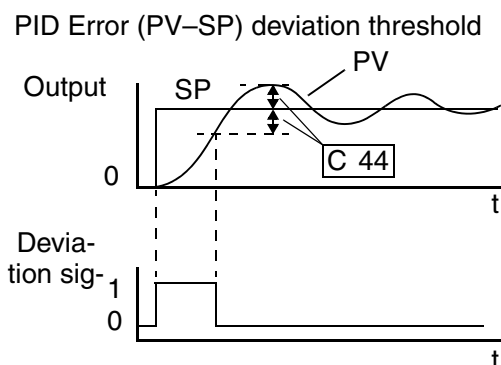 PID Error (PV–SP) deviation threshold
PV
Output
SP
C 44
0
t
Devia-
tion sig-
1
0
t